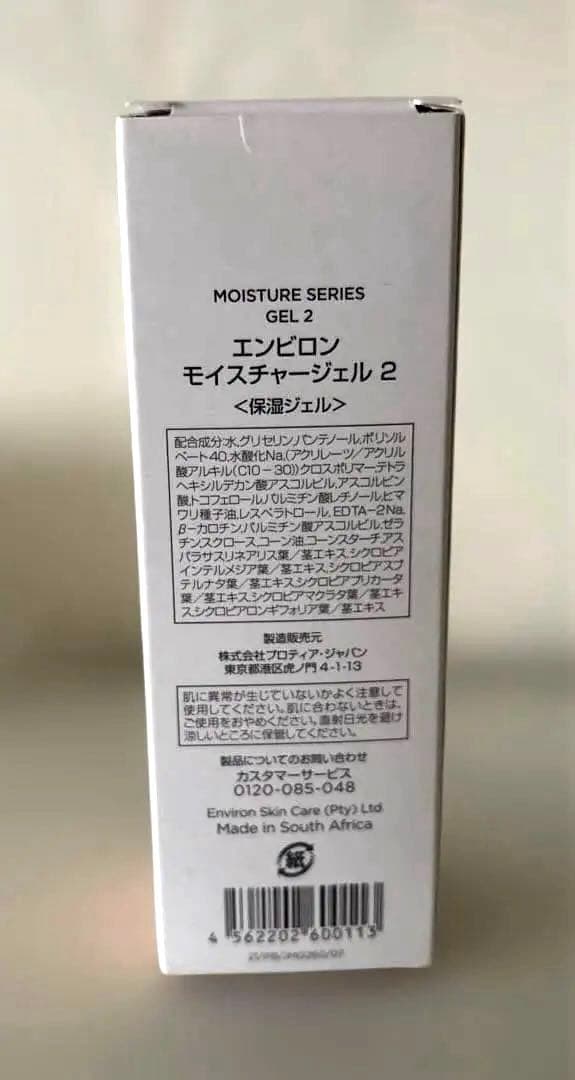 MOISTURE SERIES
GEL 2
エンビロン
モイスチャージェル 2
＜保湿ジェル＞
配合成分:水,グリセリン,パンテノール,ポリソル
ベート40,水酸化Na,(アクリレーツ／アクリル
酸アルキル(C10－30))クロスポリマー,テトラ
ヘキシルデカン酸アスコルビル,アスコルビン
酸,トコフェロール,パルミチン酸レチノール,ヒマ
ワリ種子油,レスベラトロール,EDTA－2Na,
β－カロチン,パルミチン酸アスコルビル,ゼラ
チン,スクロース,コーン油,コーンスターチ,アス
パラサスリネアリス葉／茎エキス,シクロピア
インテルメジア葉／茎エキス,シクロピアスブ
テルナタ葉／茎エキス,シクロピアプリカータ
葉／茎エキス,シクロピアマクラタ葉／茎エキ
ス,シクロピアロンギフォリア葉／茎エキス
製造販売元
株式会社プロティア・ジャパン
東京都港区虎ノ門 4-1-13
肌に異常が生じていないかよく注意して
使用してください。肌に合わないときは、
ご使用をおやめください。直射日光を避け
涼しいところに保管してください。
製品についてのお問い合わせ
カスタマーサービス
0120-085-048
Environ Skin Care (Pty) Ltd
Made in South Africa
紙
4 562202 600113